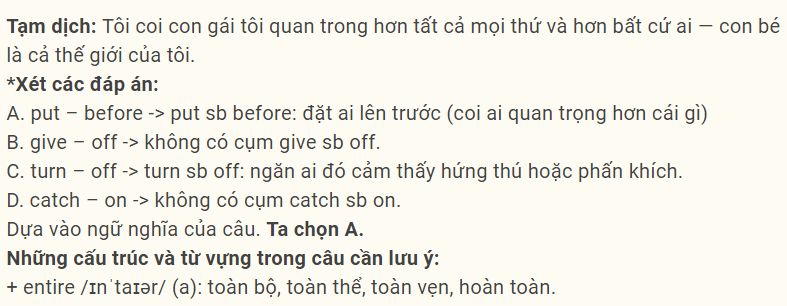 Tạm dịch: Tôi coi con gái tôi quan trong hơn tất cả mọi thứ và hơn bất cứ ai — con bé
là cả thế giới của tôi.
*Xét các đáp án:
A. put – before -> put sb before: đặt ai lên trước (coi ai quan trọng hơn cái gì)
B. give – off -> không có cụm give sb off.
C. turn – off -> turn sb off: ngăn ai đó cảm thấy hứng thú hoặc phấn khích.
D. catch – on -> không có cụm catch sb on.
Dựa vào ngữ nghĩa của câu. Ta chọn A.
Những cấu trúc và từ vựng trong câu cần lưu ý:
+ entire /ɪnˈtaɪər/ (a): toàn bộ, toàn thể, toàn vẹn, hoàn toàn.